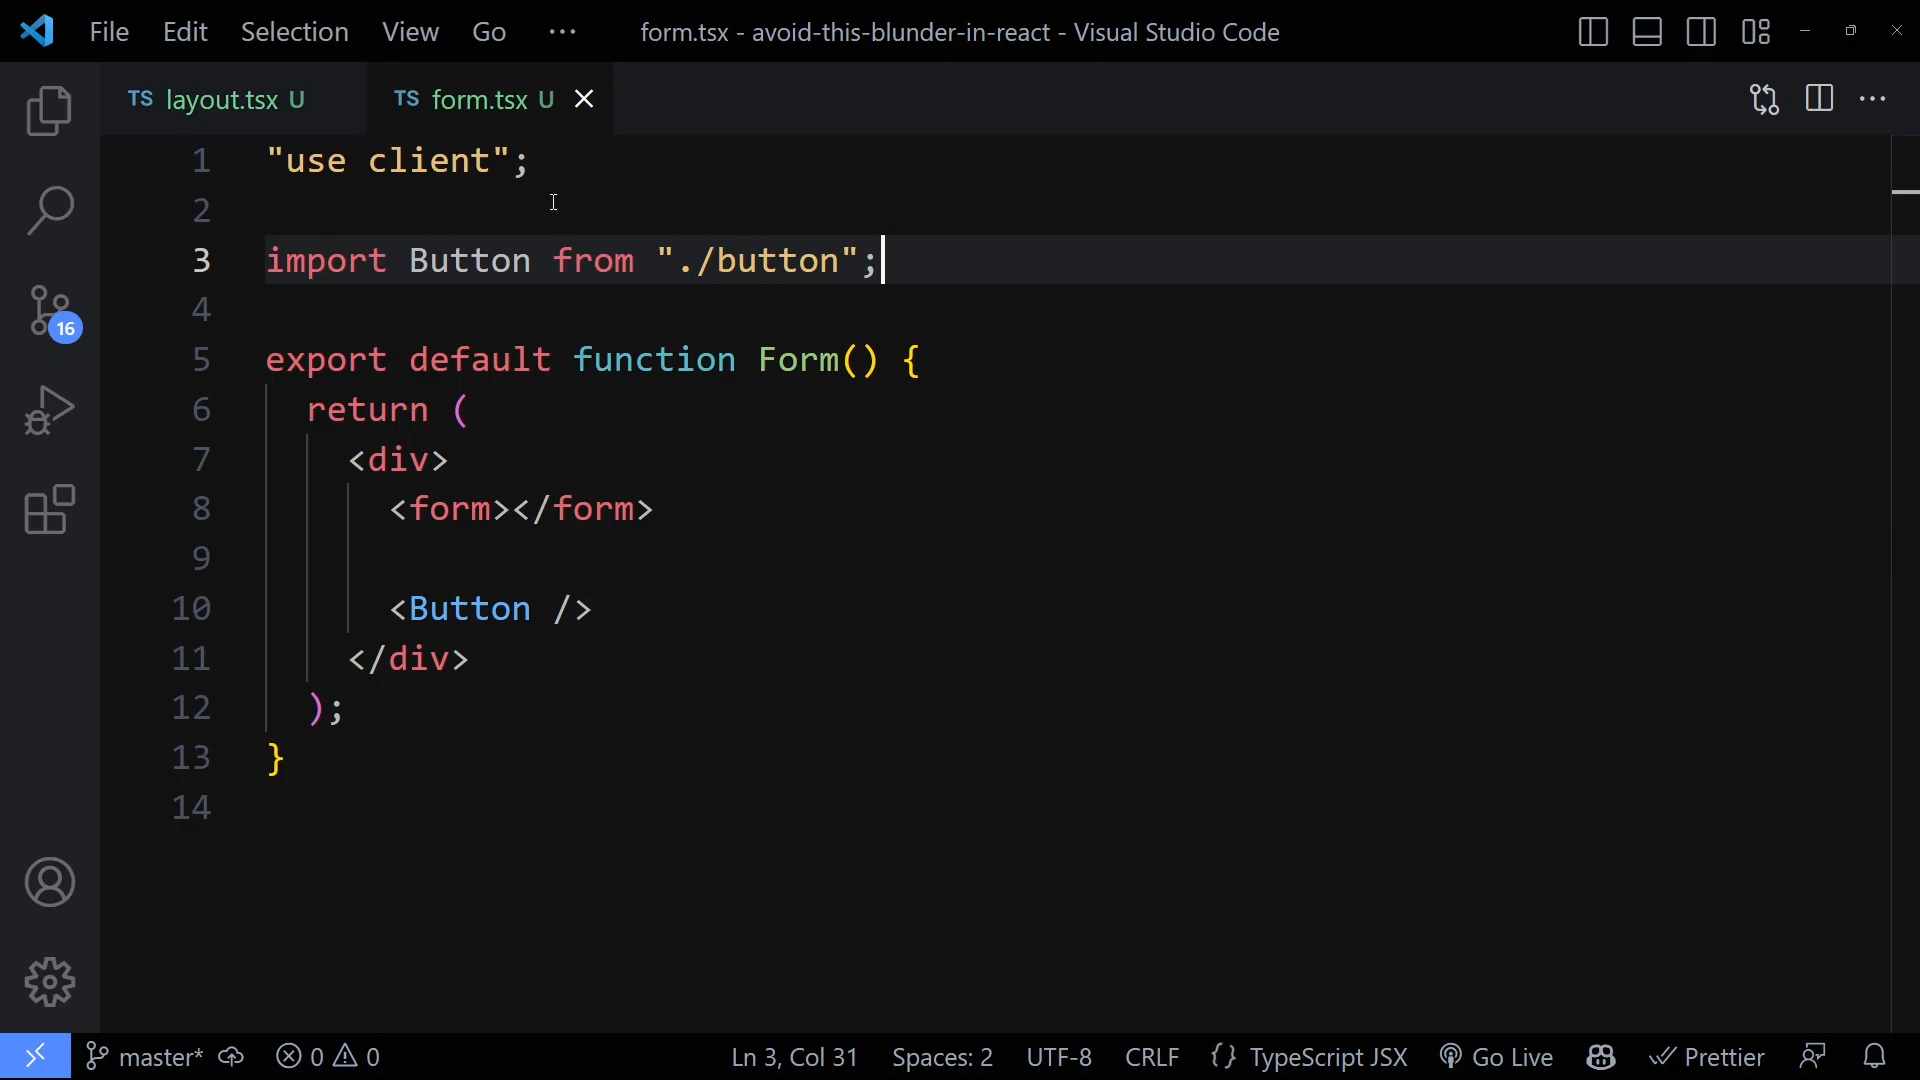 File Edit Selection View Go ··· form.tsx - avoid-this-blunder-in-react - Visual Studio Code
TS layout.tsx U TS form.tsx U
1 "use client";
2
3 import Button from "./button";
4
5 export default function Form() {
6 return (
7 <div>
8 <form></form>
9
10 <Button />
11 </div>
12 );
13 }
14
16
master* 0 0 Ln 3, Col 31 Spaces: 2 UTF-8 CRLF {} TypeScript JSX Go Live Prettier